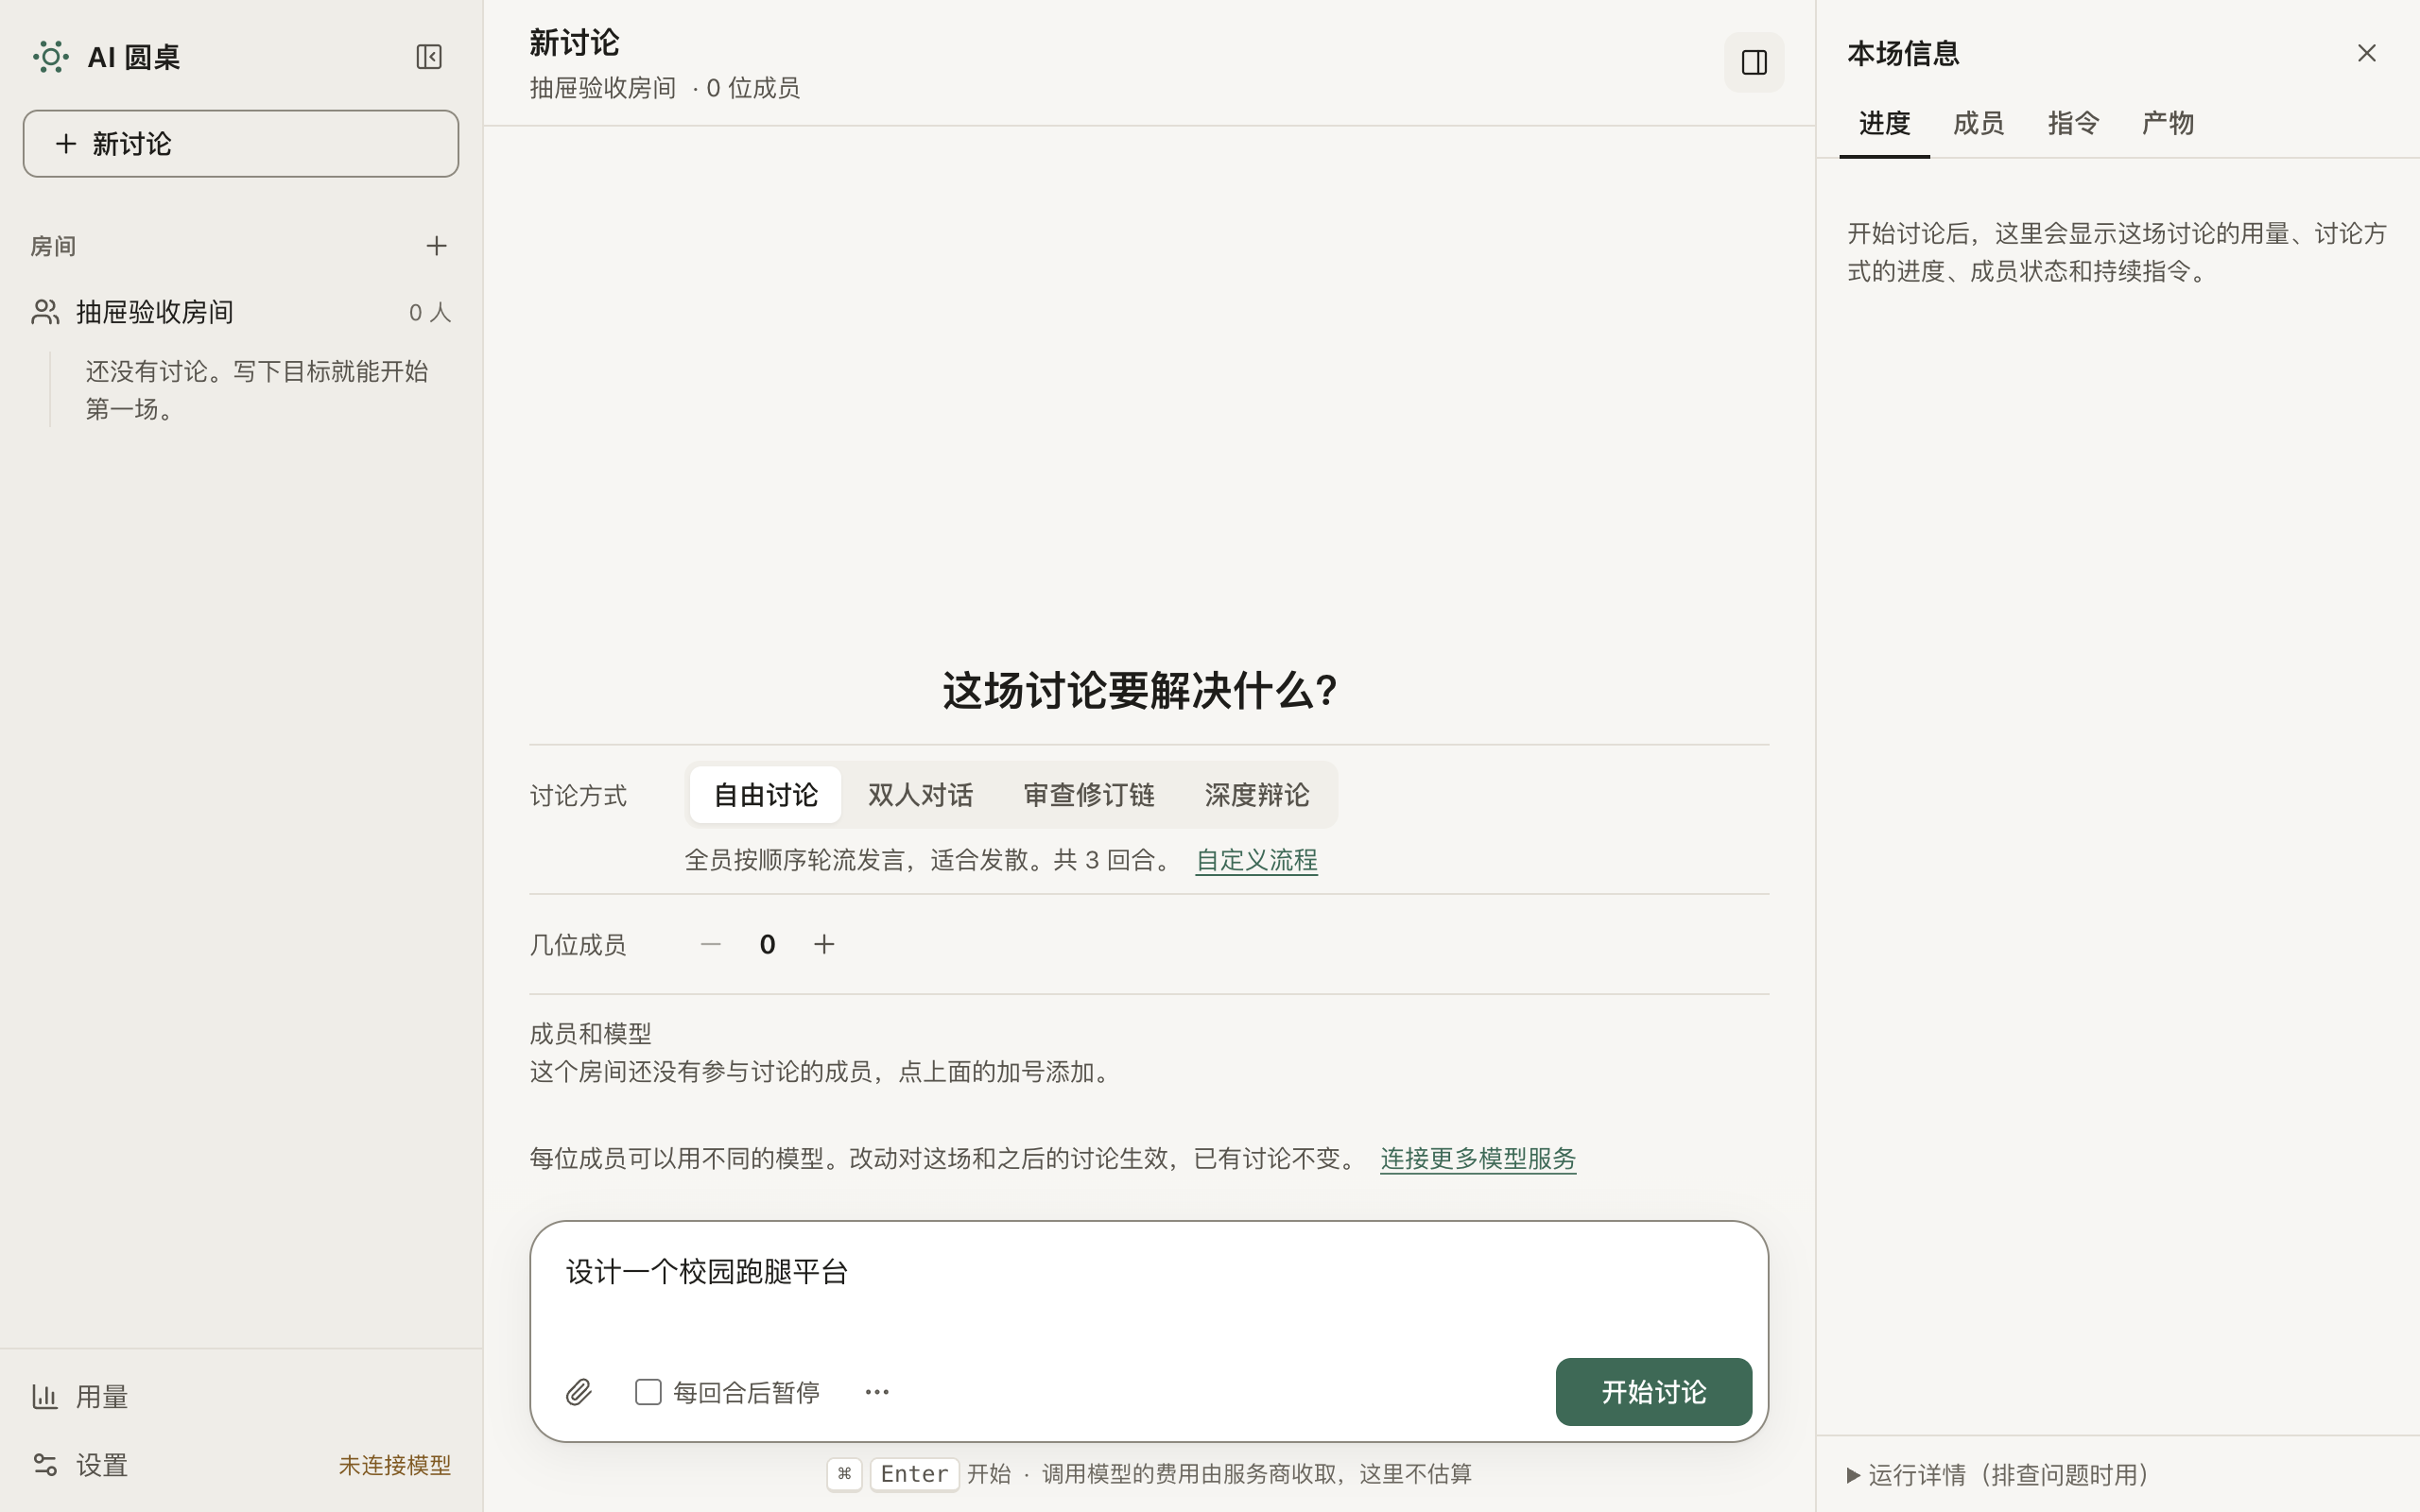 AI 圆桌
新讨论
房间
抽屉验收房间
0 人
还没有讨论。写下目标就能开始
第一场。
用量
设置
未连接模型
新讨论
抽屉验收房间 · 0 位成员
这场讨论要解决什么?
讨论方式
自由讨论
双人对话
审查修订链
深度辩论
全员按顺序轮流发言，适合发散。共 3 回合。 自定义流程
几位成员
0
成员和模型
这个房间还没有参与讨论的成员，点上面的加号添加。
每位成员可以用不同的模型。改动对这场和之后的讨论生效，已有讨论不变。 连接更多模型服务
设计一个校园跑腿平台
每回合后暂停
开始讨论
⌘ Enter 开始 · 调用模型的费用由服务商收取，这里不估算
本场信息
进度
成员
指令
产物
开始讨论后，这里会显示这场讨论的用量、讨论方
式的进度、成员状态和持续指令。
运行详情（排查问题时用）